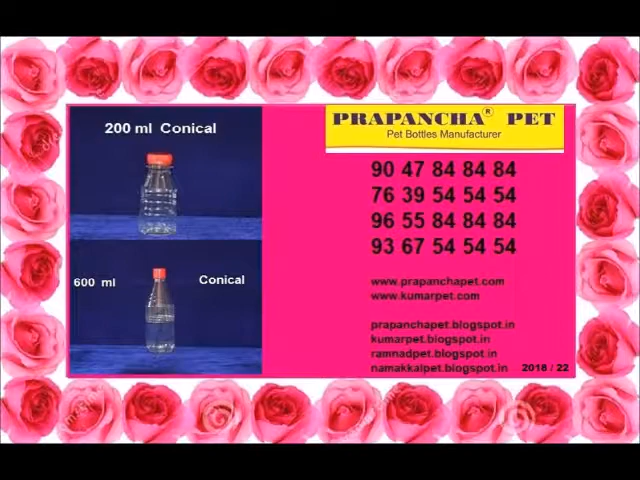 200 ml Conical
600 ml Conical
PRAPANCHA® PET
Pet Bottles Manufacturer
90 47 84 84 84
76 39 54 54 54
96 55 84 84 84
93 67 54 54 54
www.prapanchapet.com
www.kumarpet.com
prapanchapet.blogspot.in
kumarpet.blogspot.in
ramnadpet.blogspot.in
namakkalpet.blogspot.in 2018 / 22